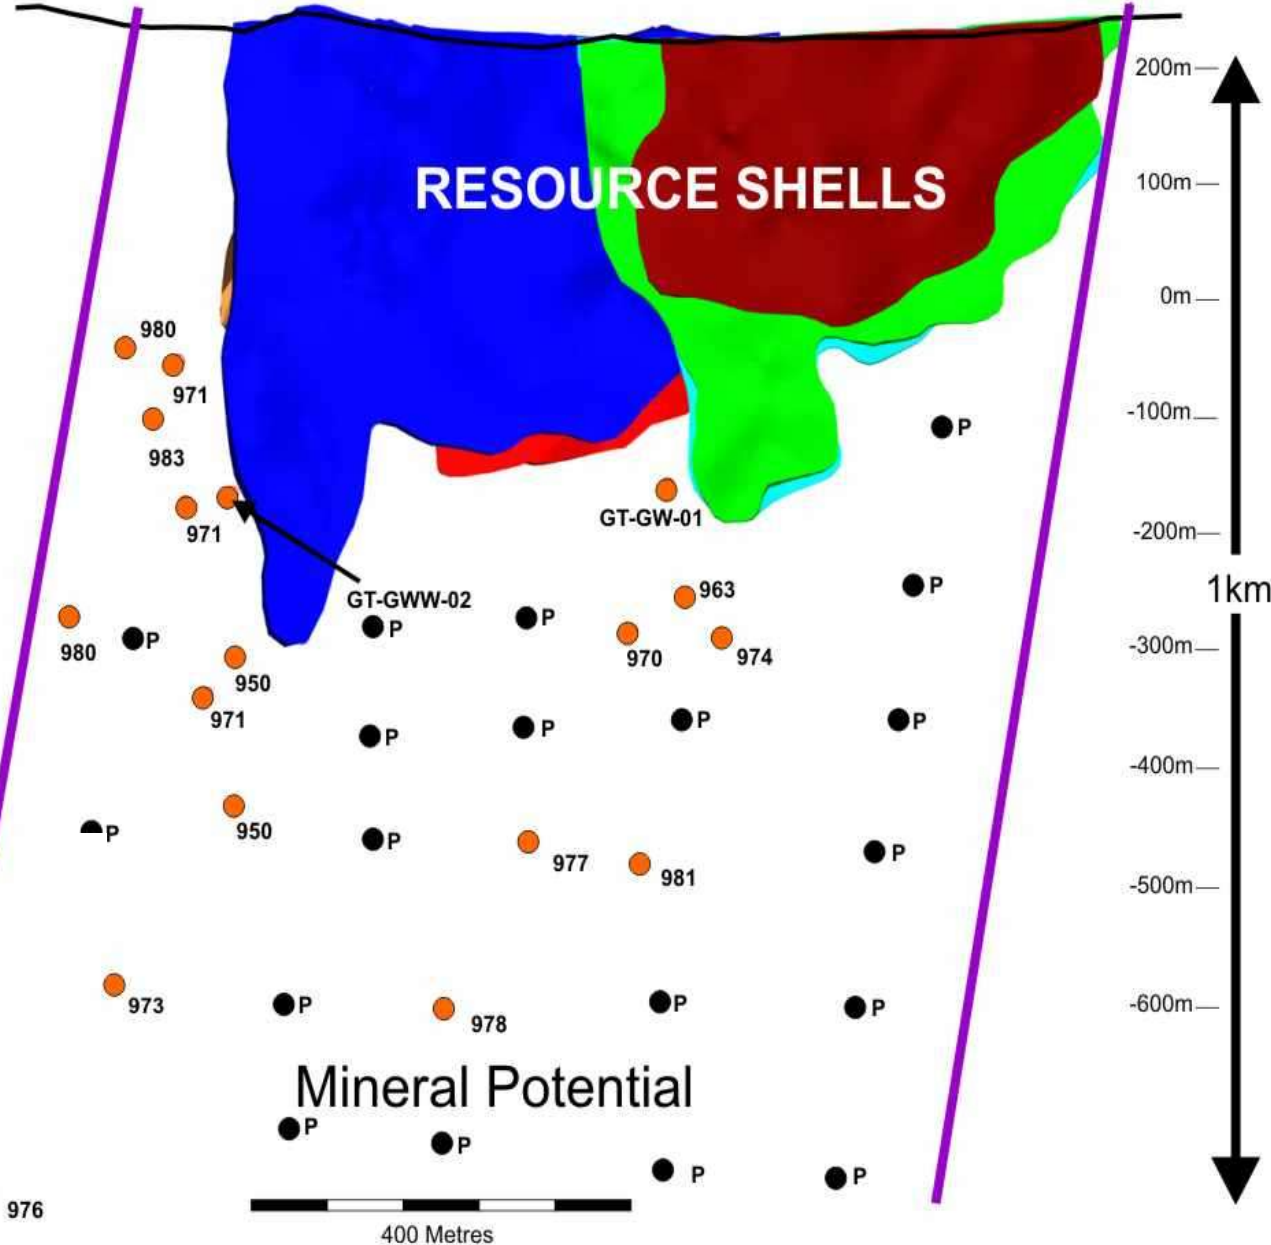 200m
100m
RESOURCE SHELLS
0m
980
971
-100m
P
983
GT-GW-01
971
-200m
963
P
1km
GT-GWW-02
P
P
980
P
970
974
-300m
950
971
P
P
P
P
-400m
950
P
P
977
981
P
-500m
973
P
978
P
P
-600m
Mineral Potential
P
P
P
P
976
400 Metres